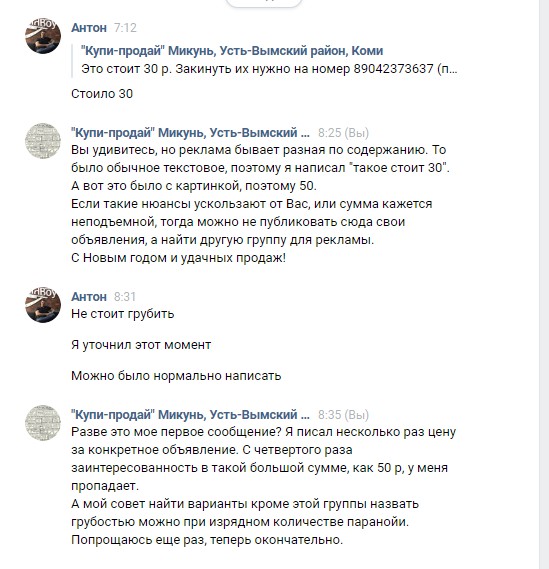 Антон 7:12
"Купи-продай" Микунь, Усть-Вымский район, Коми
Это стоит 30 р. Закинуть их нужно на номер 89042373637 (п...
Стоило 30
"Купи-продай" Микунь, Усть-Вымский ... 8:25 (Вы)
Вы удивитесь, но реклама бывает разная по содержанию. То
было обычное текстовое, поэтому я написал "такое стоит 30".
А вот это было с картинкой, поэтому 50.
Если такие нюансы ускользают от Вас, или сумма кажется
неподъемной, тогда можно не публиковать сюда свои
объявления, а найти другую группу для рекламы.
С Новым годом и удачных продаж!
Антон 8:31
Не стоит грубить
Я уточнил этот момент
Можно было нормально написать
"Купи-продай" Микунь, Усть-Вымский ... 8:35 (Вы)
Разве это мое первое сообщение? Я писал несколько раз цену
за конкретное объявление. С четвертого раза
заинтересованность в такой большой сумме, как 50 р, у меня
пропадает.
А мой совет найти варианты кроме этой группы назвать
грубостью можно при изрядном количестве паранойи.
Попрощаюсь еще раз, теперь окончательно.